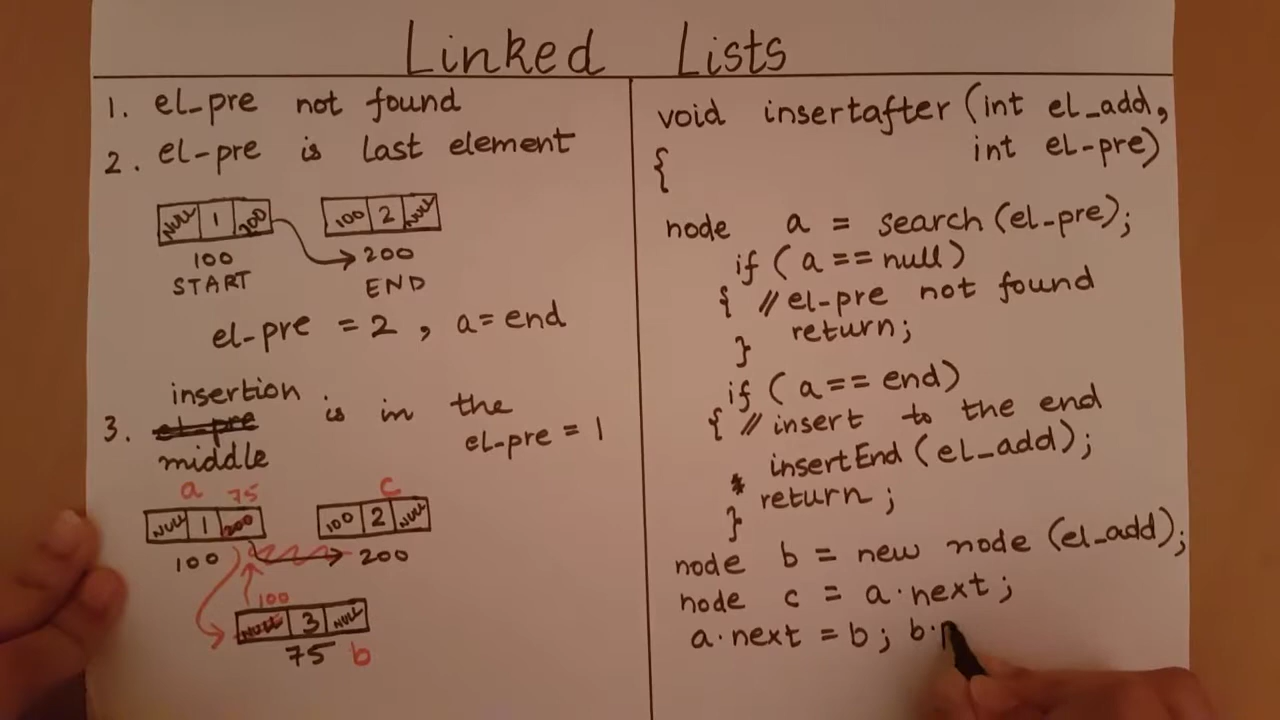 Linked Lists
1. el-pre not found
2. el-pre is last element
NULL 1 200 100 2 NULL
100 200
START END
el-pre = 2 , a = end
insertion
3. el-pre is in the
middle el-pre = 1
a 75 c
NULL 1 200 100 2 NULL
100 200
100
NULL 3 NULL
75 b
void insertafter (int el_add,
int el-pre)
{
node a = search (el-pre);
if ( a == null)
{ // el-pre not found
return;
}
if ( a == end)
{ // insert to the end
insertEnd (el_add);
return ;
}
node b = new node (el_add);
node c = a.next ;
a.next = b ; b.